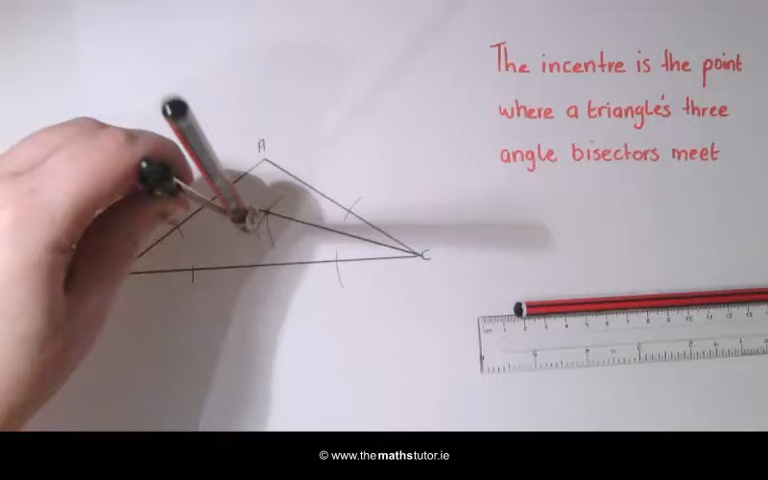 The incentre is the point
where a triangle's three
angle bisectors meet
A
C
© www.themathstutor.ie